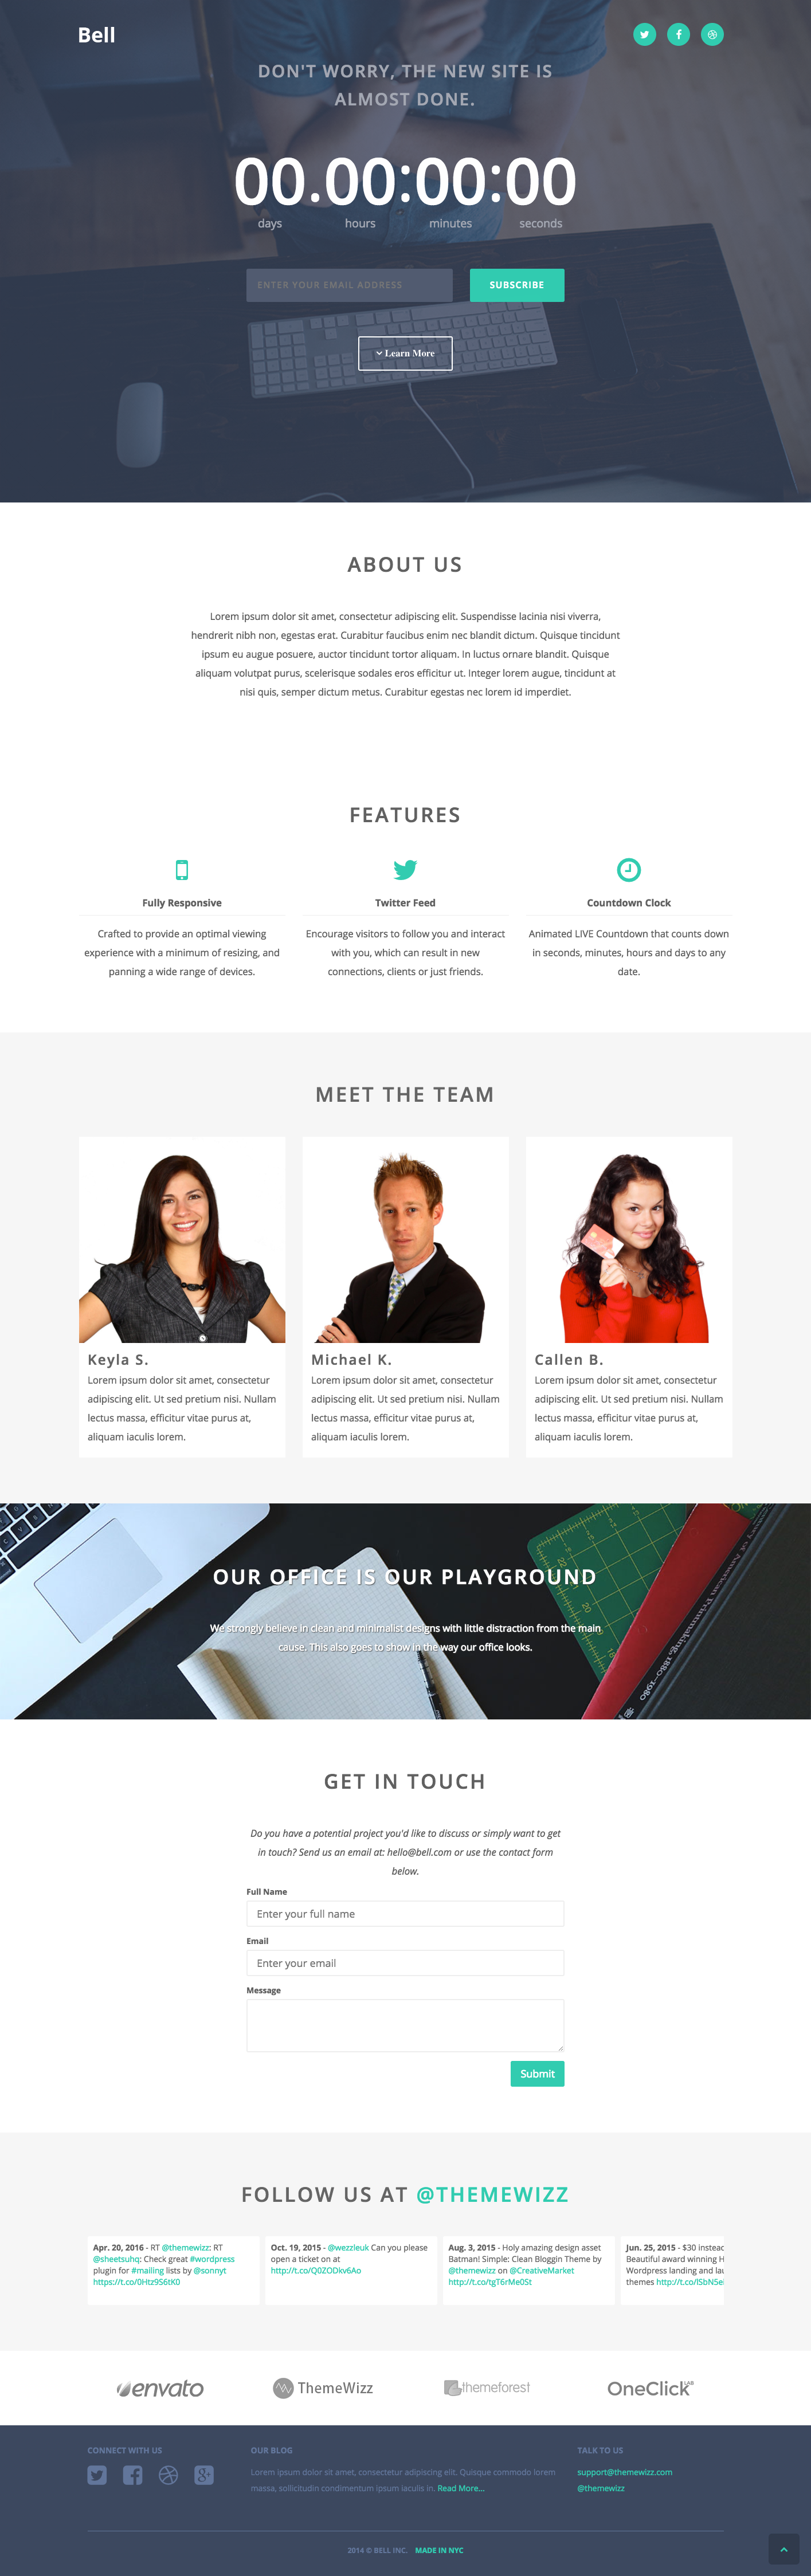 Bell
DON'T WORRY, THE NEW SITE IS
ALMOST DONE.
00.00:00:00
days hours minutes seconds
ENTER YOUR EMAIL ADDRESS
SUBSCRIBE
Learn More
ABOUT US
Lorem ipsum dolor sit amet, consectetur adipiscing elit. Suspendisse lacinia nisi viverra,
hendrerit nibh non, egestas erat. Curabitur faucibus enim nec blandit dictum. Quisque tincidunt
ipsum eu augue posuere, auctor tincidunt tortor aliquam. In luctus ornare blandit. Quisque
aliquam volutpat purus, scelerisque sodales eros efficitur ut. Integer lorem augue, tincidunt at
nisi quis, semper dictum metus. Curabitur egestas nec lorem id imperdiet.
FEATURES
Fully Responsive
Crafted to provide an optimal viewing
experience with a minimum of resizing, and
panning a wide range of devices.
Twitter Feed
Encourage visitors to follow you and interact
with you, which can result in new
connections, clients or just friends.
Countdown Clock
Animated LIVE Countdown that counts down
in seconds, minutes, hours and days to any
date.
MEET THE TEAM
Keyla S.
Lorem ipsum dolor sit amet, consectetur
adipiscing elit. Ut sed pretium nisi. Nullam
lectus massa, efficitur vitae purus at,
aliquam iaculis lorem.
Michael K.
Lorem ipsum dolor sit amet, consectetur
adipiscing elit. Ut sed pretium nisi. Nullam
lectus massa, efficitur vitae purus at,
aliquam iaculis lorem.
Callen B.
Lorem ipsum dolor sit amet, consectetur
adipiscing elit. Ut sed pretium nisi. Nullam
lectus massa, efficitur vitae purus at,
aliquam iaculis lorem.
OUR OFFICE IS OUR PLAYGROUND
We strongly believe in clean and minimalist designs with little distraction from the main
cause. This also goes to show in the way our office looks.
of American Printmaking, 1880–1980
GET IN TOUCH
Do you have a potential project you'd like to discuss or simply want to get
in touch? Send us an email at: hello@bell.com or use the contact form
below.
Full Name
Enter your full name
Email
Enter your email
Message
Submit
FOLLOW US AT @THEMEWIZZ
Apr. 20, 2016 - RT @themewizz: RT
@sheetsuhq: Check great #wordpress
plugin for #mailing lists by @sonnyt
https://t.co/0Htz9S6tK0
Oct. 19, 2015 - @wezzleuk Can you please
open a ticket on at
http://t.co/Q0ZODkv6Ao
Aug. 3, 2015 - Holy amazing design asset
Batman! Simple: Clean Bloggin Theme by
@themewizz on @CreativeMarket
http://t.co/tgT6rMe0St
Jun. 25, 2015 - $30 instead
Beautiful award winning H
Wordpress landing and lau
themes http://t.co/lSbN5e
envato
ThemeWizz
themeforest
OneClick LAB
CONNECT WITH US
OUR BLOG
Lorem ipsum dolor sit amet, consectetur adipiscing elit. Quisque commodo lorem
massa, sollicitudin condimentum ipsum iaculis in. Read More...
TALK TO US
support@themewizz.com
@themewizz
2014 © BELL INC. MADE IN NYC